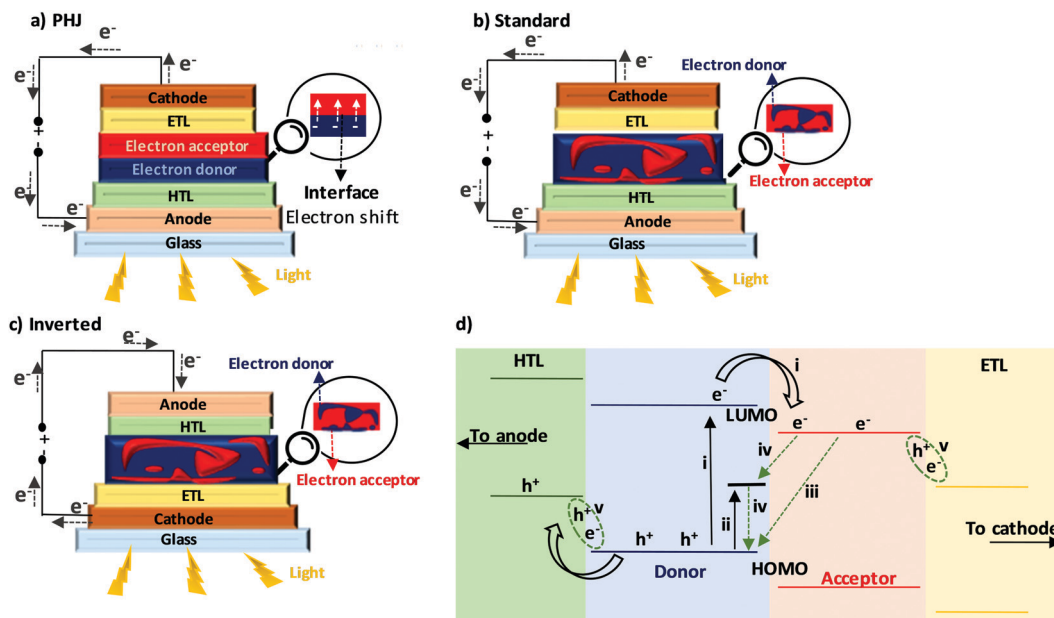 a) PHJ
e-
e-
e-
Cathode
ETL
Electron acceptor
Electron donor
HTL
Anode
Glass
+
-
e-
e-
Interface
Electron shift
Light
b) Standard
e-
e-
e-
Electron donor
Cathode
ETL
Electron acceptor
HTL
Anode
Glass
+
-
e-
e-
Light
c) Inverted
e-
e-
e-
Electron donor
Anode
HTL
Electron acceptor
ETL
Cathode
Glass
+
-
e-
e-
Light
d)
HTL
ETL
i
e-
LUMO
e-
e-
To anode
iv
h+
v
e-
i
iii
h+
h+
v
e-
ii
iv
h+
h+
To cathode
HOMO
Donor
Acceptor